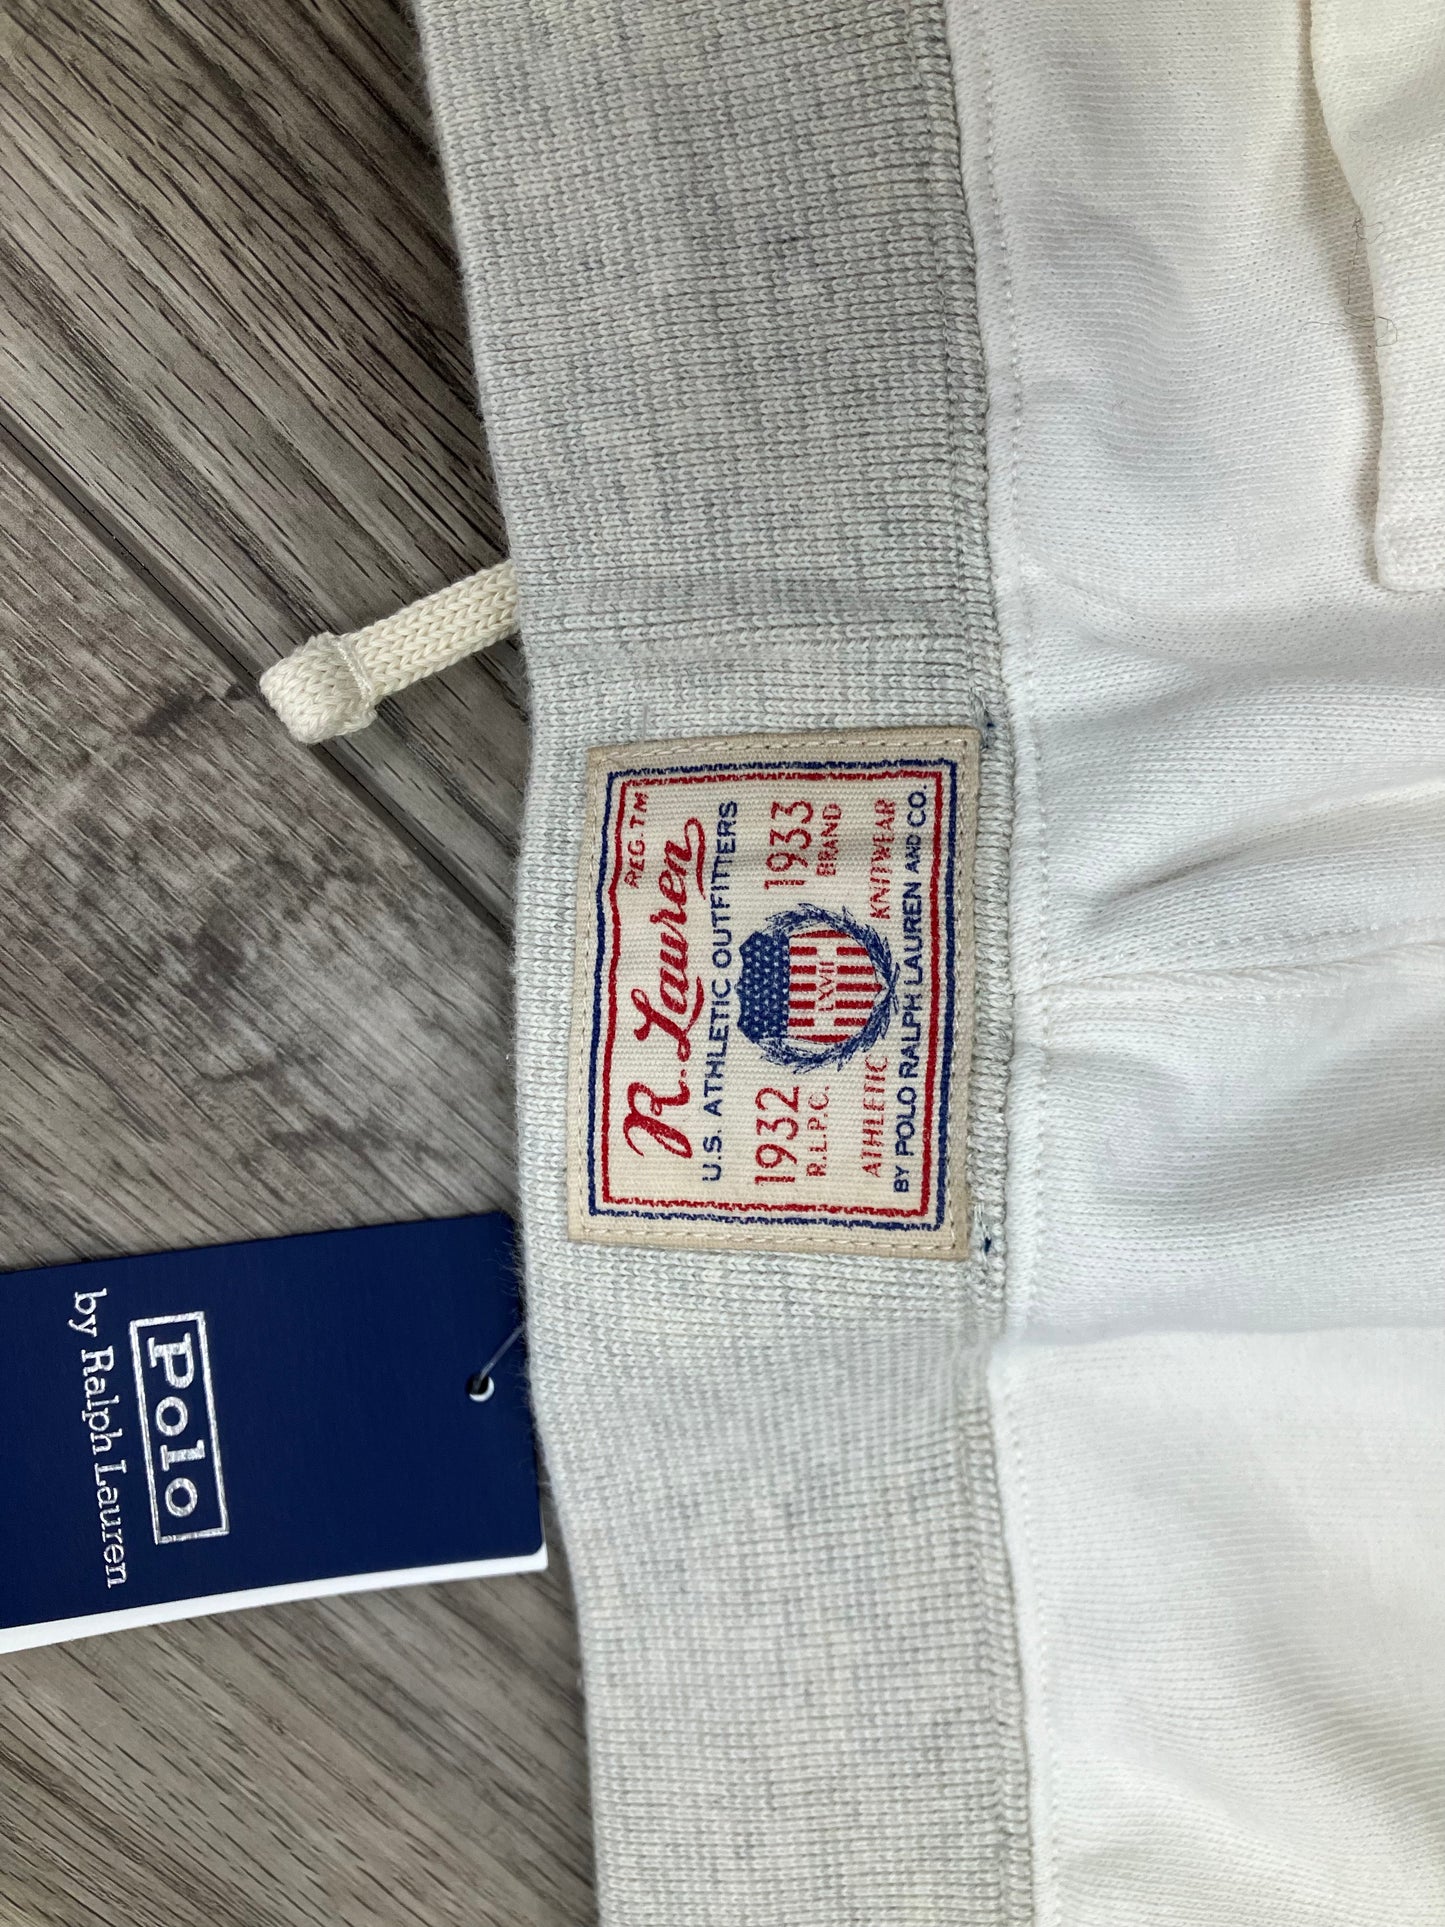 REG. TM
R. Lauren
U.S. ATHLETIC OUTFITTERS
1932 1933
R.L.P.C. BRAND
LXVII
ATHLETIC KNITWEAR
BY POLO RALPH LAUREN AND CO.
Polo
by Ralph Lauren